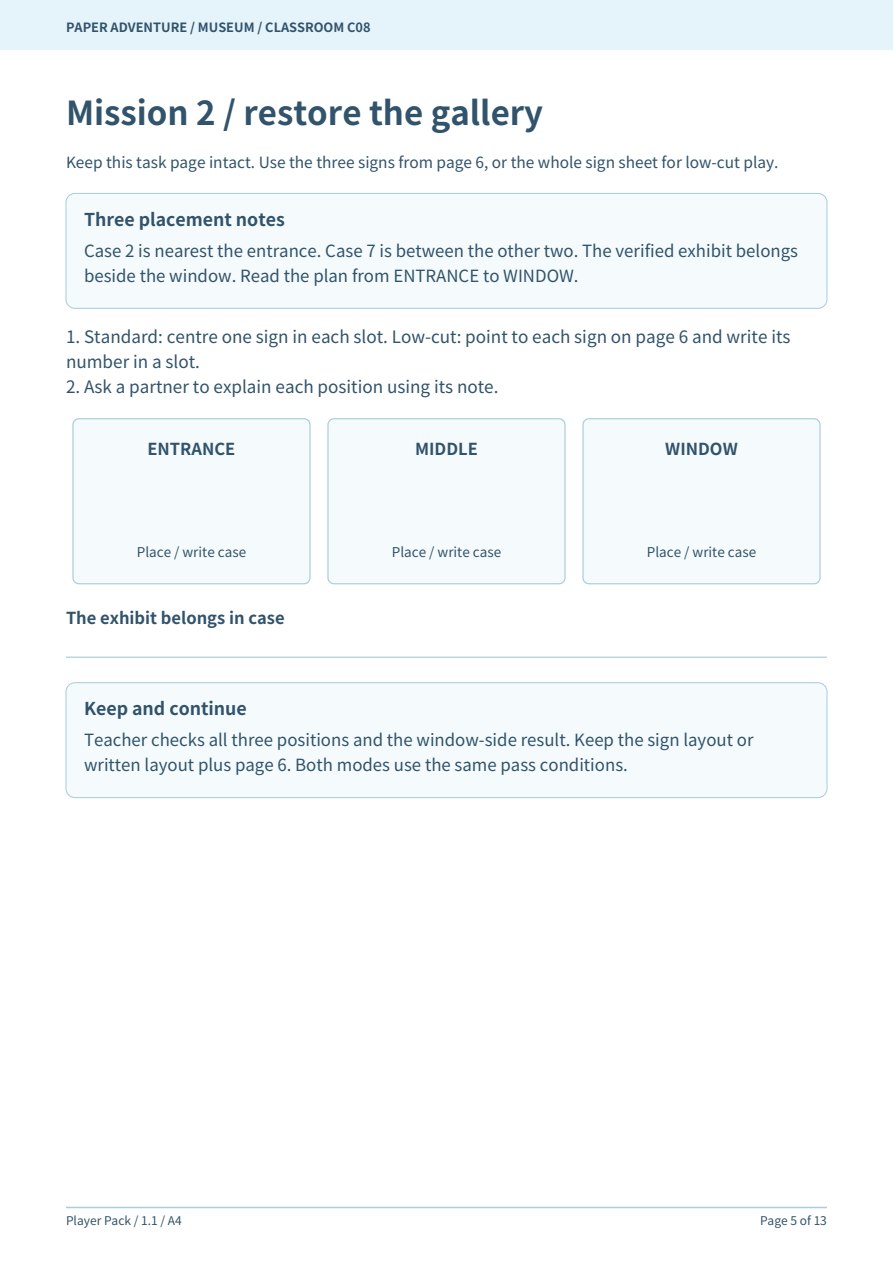 PAPER ADVENTURE / MUSEUM / CLASSROOM C08
Mission 2 / restore the gallery
Keep this task page intact. Use the three signs from page 6, or the whole sign sheet for low-cut play.
Three placement notes
Case 2 is nearest the entrance. Case 7 is between the other two. The verified exhibit belongs
beside the window. Read the plan from ENTRANCE to WINDOW.
1. Standard: centre one sign in each slot. Low-cut: point to each sign on page 6 and write its
number in a slot.
2. Ask a partner to explain each position using its note.
ENTRANCE
Place / write case
MIDDLE
Place / write case
WINDOW
Place / write case
The exhibit belongs in case
Keep and continue
Teacher checks all three positions and the window-side result. Keep the sign layout or
written layout plus page 6. Both modes use the same pass conditions.
Player Pack / 1.1 / A4
Page 5 of 13